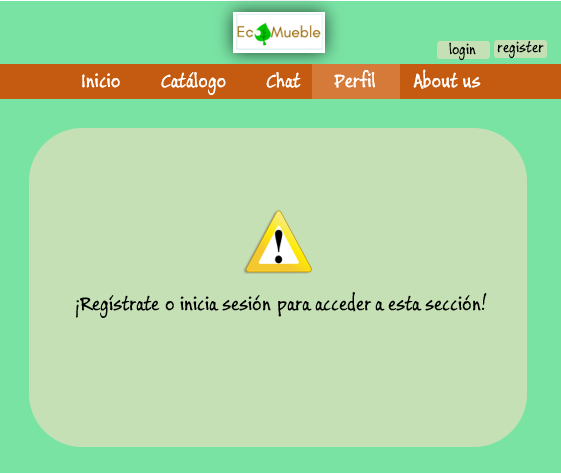 EcoMueble
login
register
Inicio
Catálogo
Chat
Perfil
About us
!
¡Regístrate o inicia sesión para acceder a esta sección!